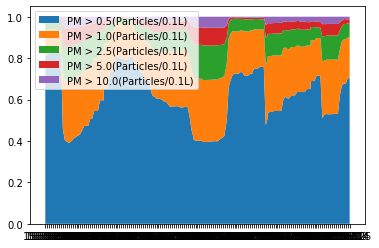 PM > 0.5(Particles/0.1L)
PM > 1.0(Particles/0.1L)
PM > 2.5(Particles/0.1L)
PM > 5.0(Particles/0.1L)
PM > 10.0(Particles/0.1L)
1.0
0.8
0.6
0.4
0.2
0.0